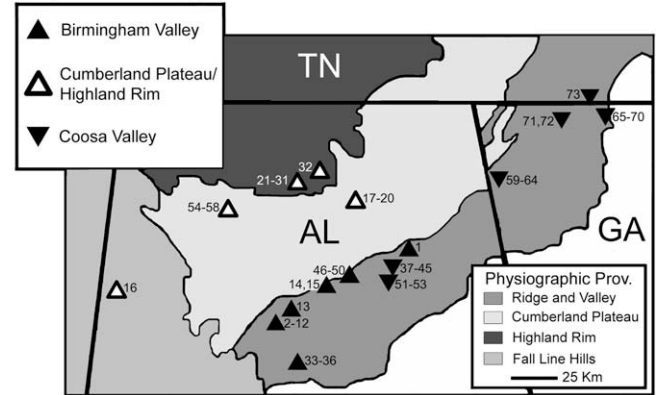 Birmingham Valley
Cumberland Plateau/
Highland Rim
Coosa Valley
TN
73
71,72
65-70
32
21-31
59-64
17-20
54-58
AL
GA
1
46-50
37-45
14,15
51-53
16
13
2-12
33-36
Physiographic Prov.
Ridge and Valley
Cumberland Plateau
Highland Rim
Fall Line Hills
25 Km